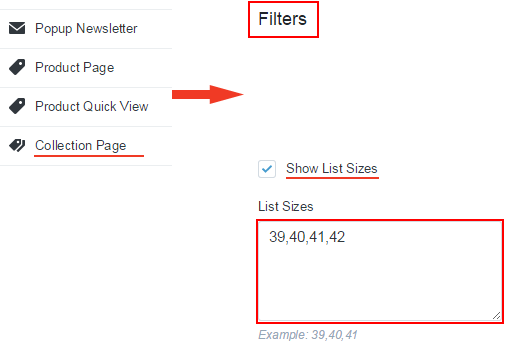 Popup Newsletter
Product Page
Product Quick View
Collection Page
Filters
Show List Sizes
List Sizes
39,40,41,42
Example: 39,40,41